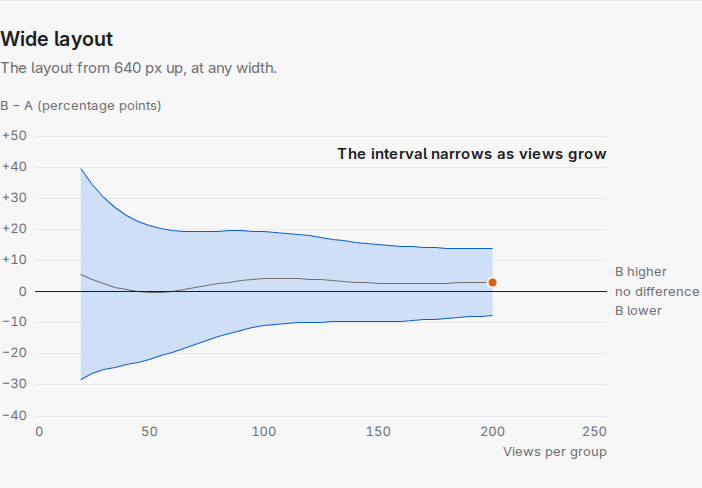 Wide layout
The layout from 640 px up, at any width.
B − A (percentage points)
The interval narrows as views grow
+50
+40
+30
+20
+10
0
−10
−20
−30
−40
B higher
no difference
B lower
0 50 100 150 200 250
Views per group